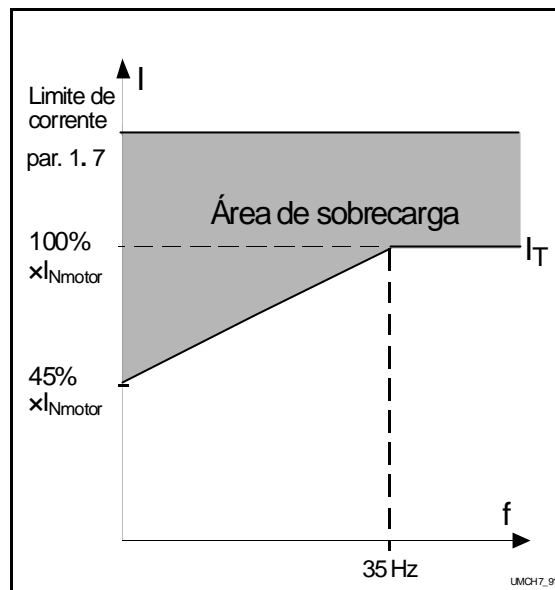 I
Limite de
corrente
par. 1. 7
Área de sobrecarga
100%
×INmotor
IT
45%
×INmotor
f
35 Hz